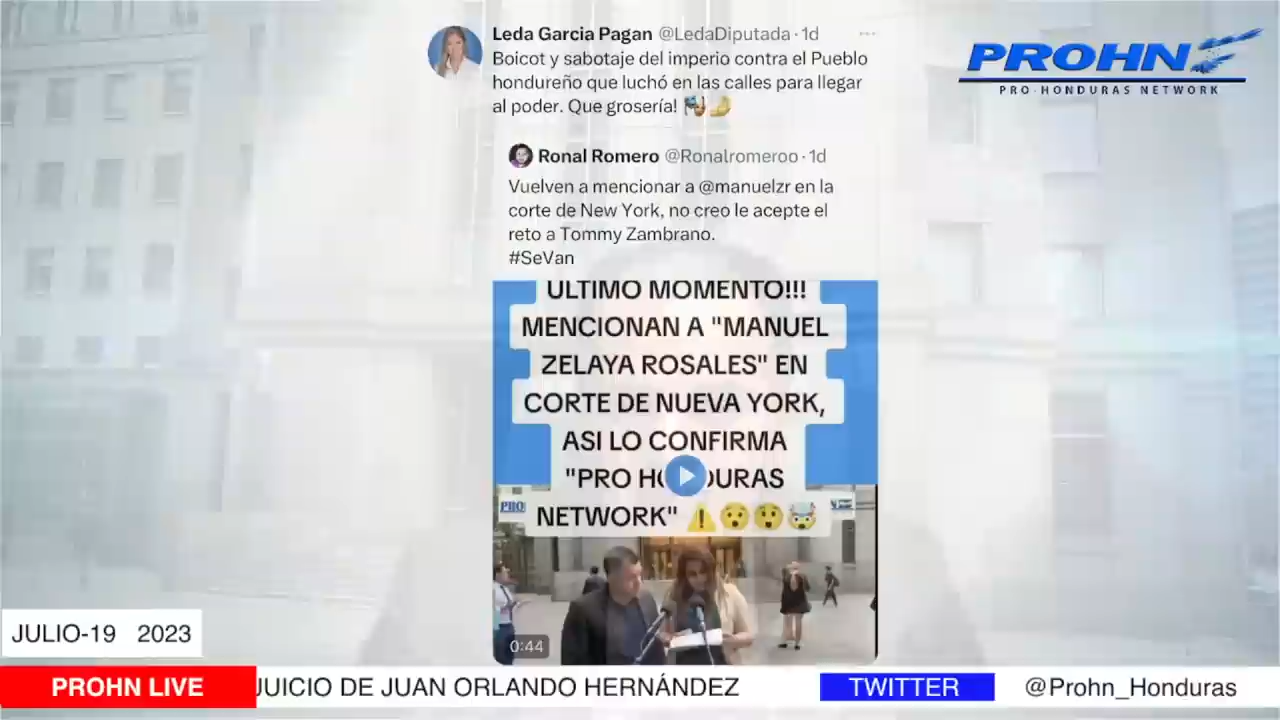 Leda Garcia Pagan @LedaDiputada · 1d
Boicot y sabotaje del imperio contra el Pueblo
hondureño que luchó en las calles para llegar
al poder. Que grosería!
PROHN
PRO-HONDURAS NETWORK
Ronal Romero @Ronalromeroo · 1d
Vuelven a mencionar a @manuelzr en la
corte de New York, no creo le acepte el
reto a Tommy Zambrano.
#SeVan
ULTIMO MOMENTO!!!
MENCIONAN A "MANUEL
ZELAYA ROSALES" EN
CORTE DE NUEVA YORK,
ASI LO CONFIRMA
"PRO HONDURAS
NETWORK" ⚠️😯😲🤯
PRO
0:44
JULIO-19 2023
PROHN LIVE
JUICIO DE JUAN ORLANDO HERNÁNDEZ
TWITTER
@Prohn_Honduras